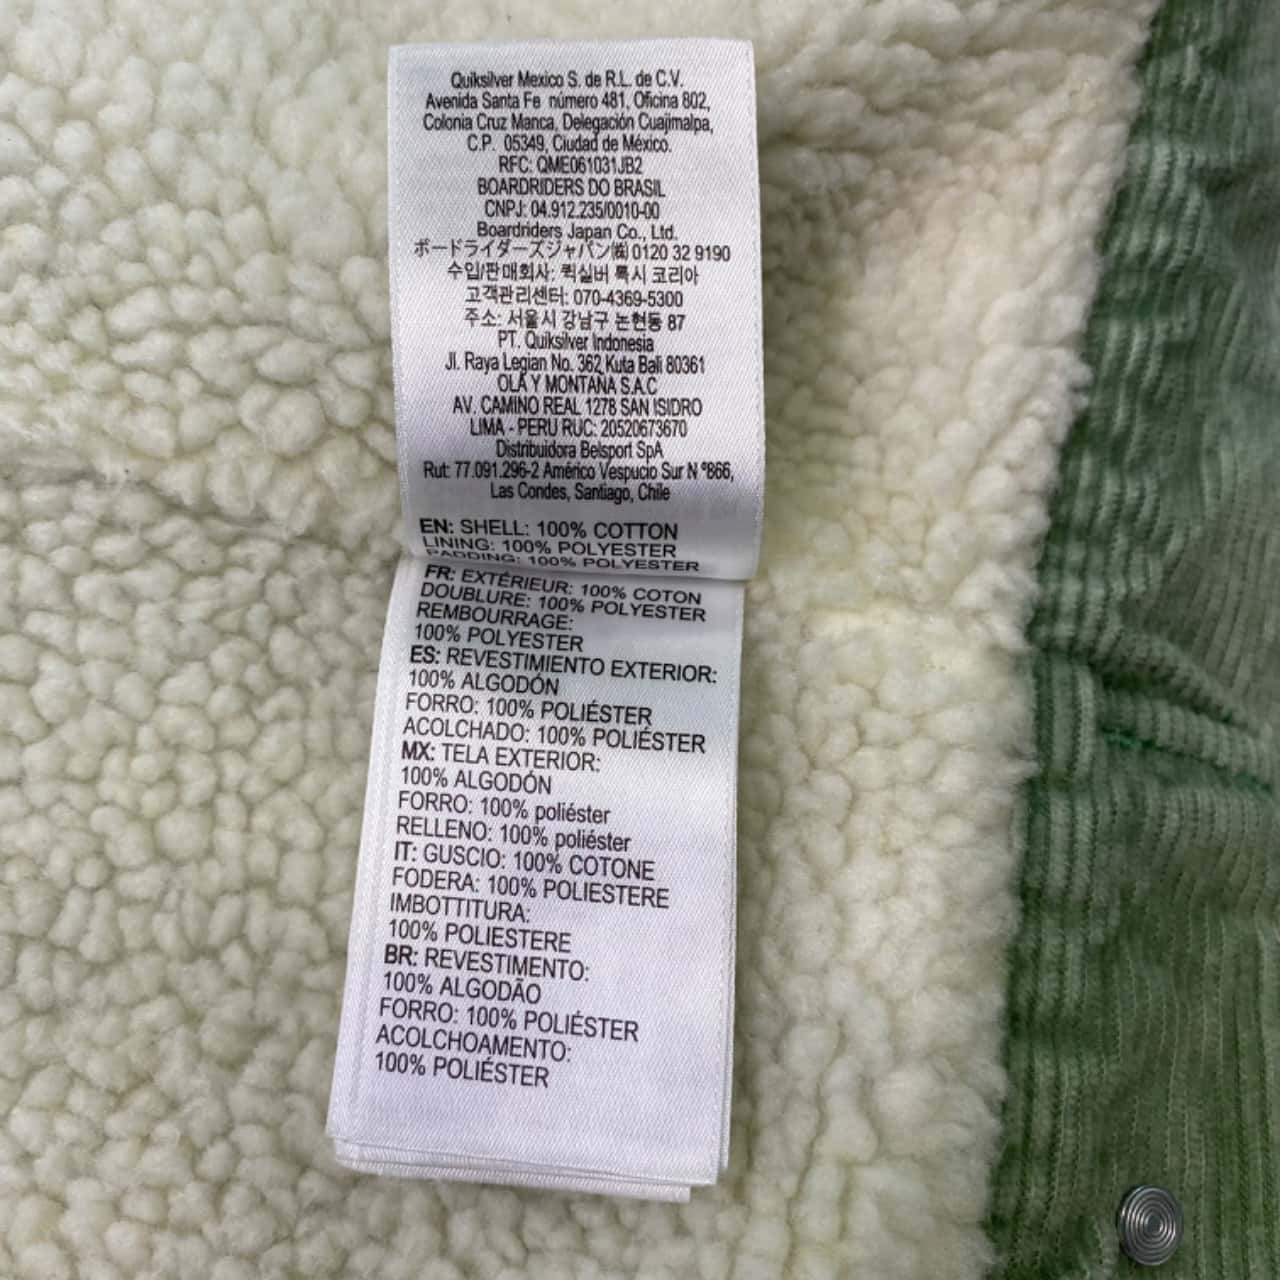 Quiksilver Mexico S. de R.L. de C.V.
Avenida Santa Fe número 481, Oficina 802,
Colonia Cruz Manca, Delegación Cuajimalpa,
C.P. 05349, Ciudad de México.
RFC: QME061031JB2
BOARDRIDERS DO BRASIL
CNPJ: 04.912.235/0010-00
Boardriders Japan Co., Ltd.
ボードライダーズジャパン㈱ 0120 32 9190
수입/판매회사: 퀵실버 록시 코리아
고객관리센터: 070-4369-5300
주소: 서울시 강남구 논현동 87
PT. Quiksilver Indonesia
Jl. Raya Legian No. 362 Kuta Bali 80361
OLA Y MONTAÑA S.A.C
AV. CAMINO REAL 1278 SAN ISIDRO
LIMA - PERU RUC: 20520673670
Distribuidora Belsport SpA
Rut: 77.091.296-2 Américo Vespucio Sur N °866,
Las Condes, Santiago, Chile
EN: SHELL: 100% COTTON
LINING: 100% POLYESTER
PADDING: 100% POLYESTER
FR: EXTÉRIEUR: 100% COTON
DOUBLURE: 100% POLYESTER
REMBOURRAGE:
100% POLYESTER
ES: REVESTIMIENTO EXTERIOR:
100% ALGODÓN
FORRO: 100% POLIÉSTER
ACOLCHADO: 100% POLIÉSTER
MX: TELA EXTERIOR:
100% ALGODÓN
FORRO: 100% poliéster
RELLENO: 100% poliéster
IT: GUSCIO: 100% COTONE
FODERA: 100% POLIESTERE
IMBOTTITURA:
100% POLIESTERE
BR: REVESTIMENTO:
100% ALGODÃO
FORRO: 100% POLIÉSTER
ACOLCHOAMENTO:
100% POLIÉSTER